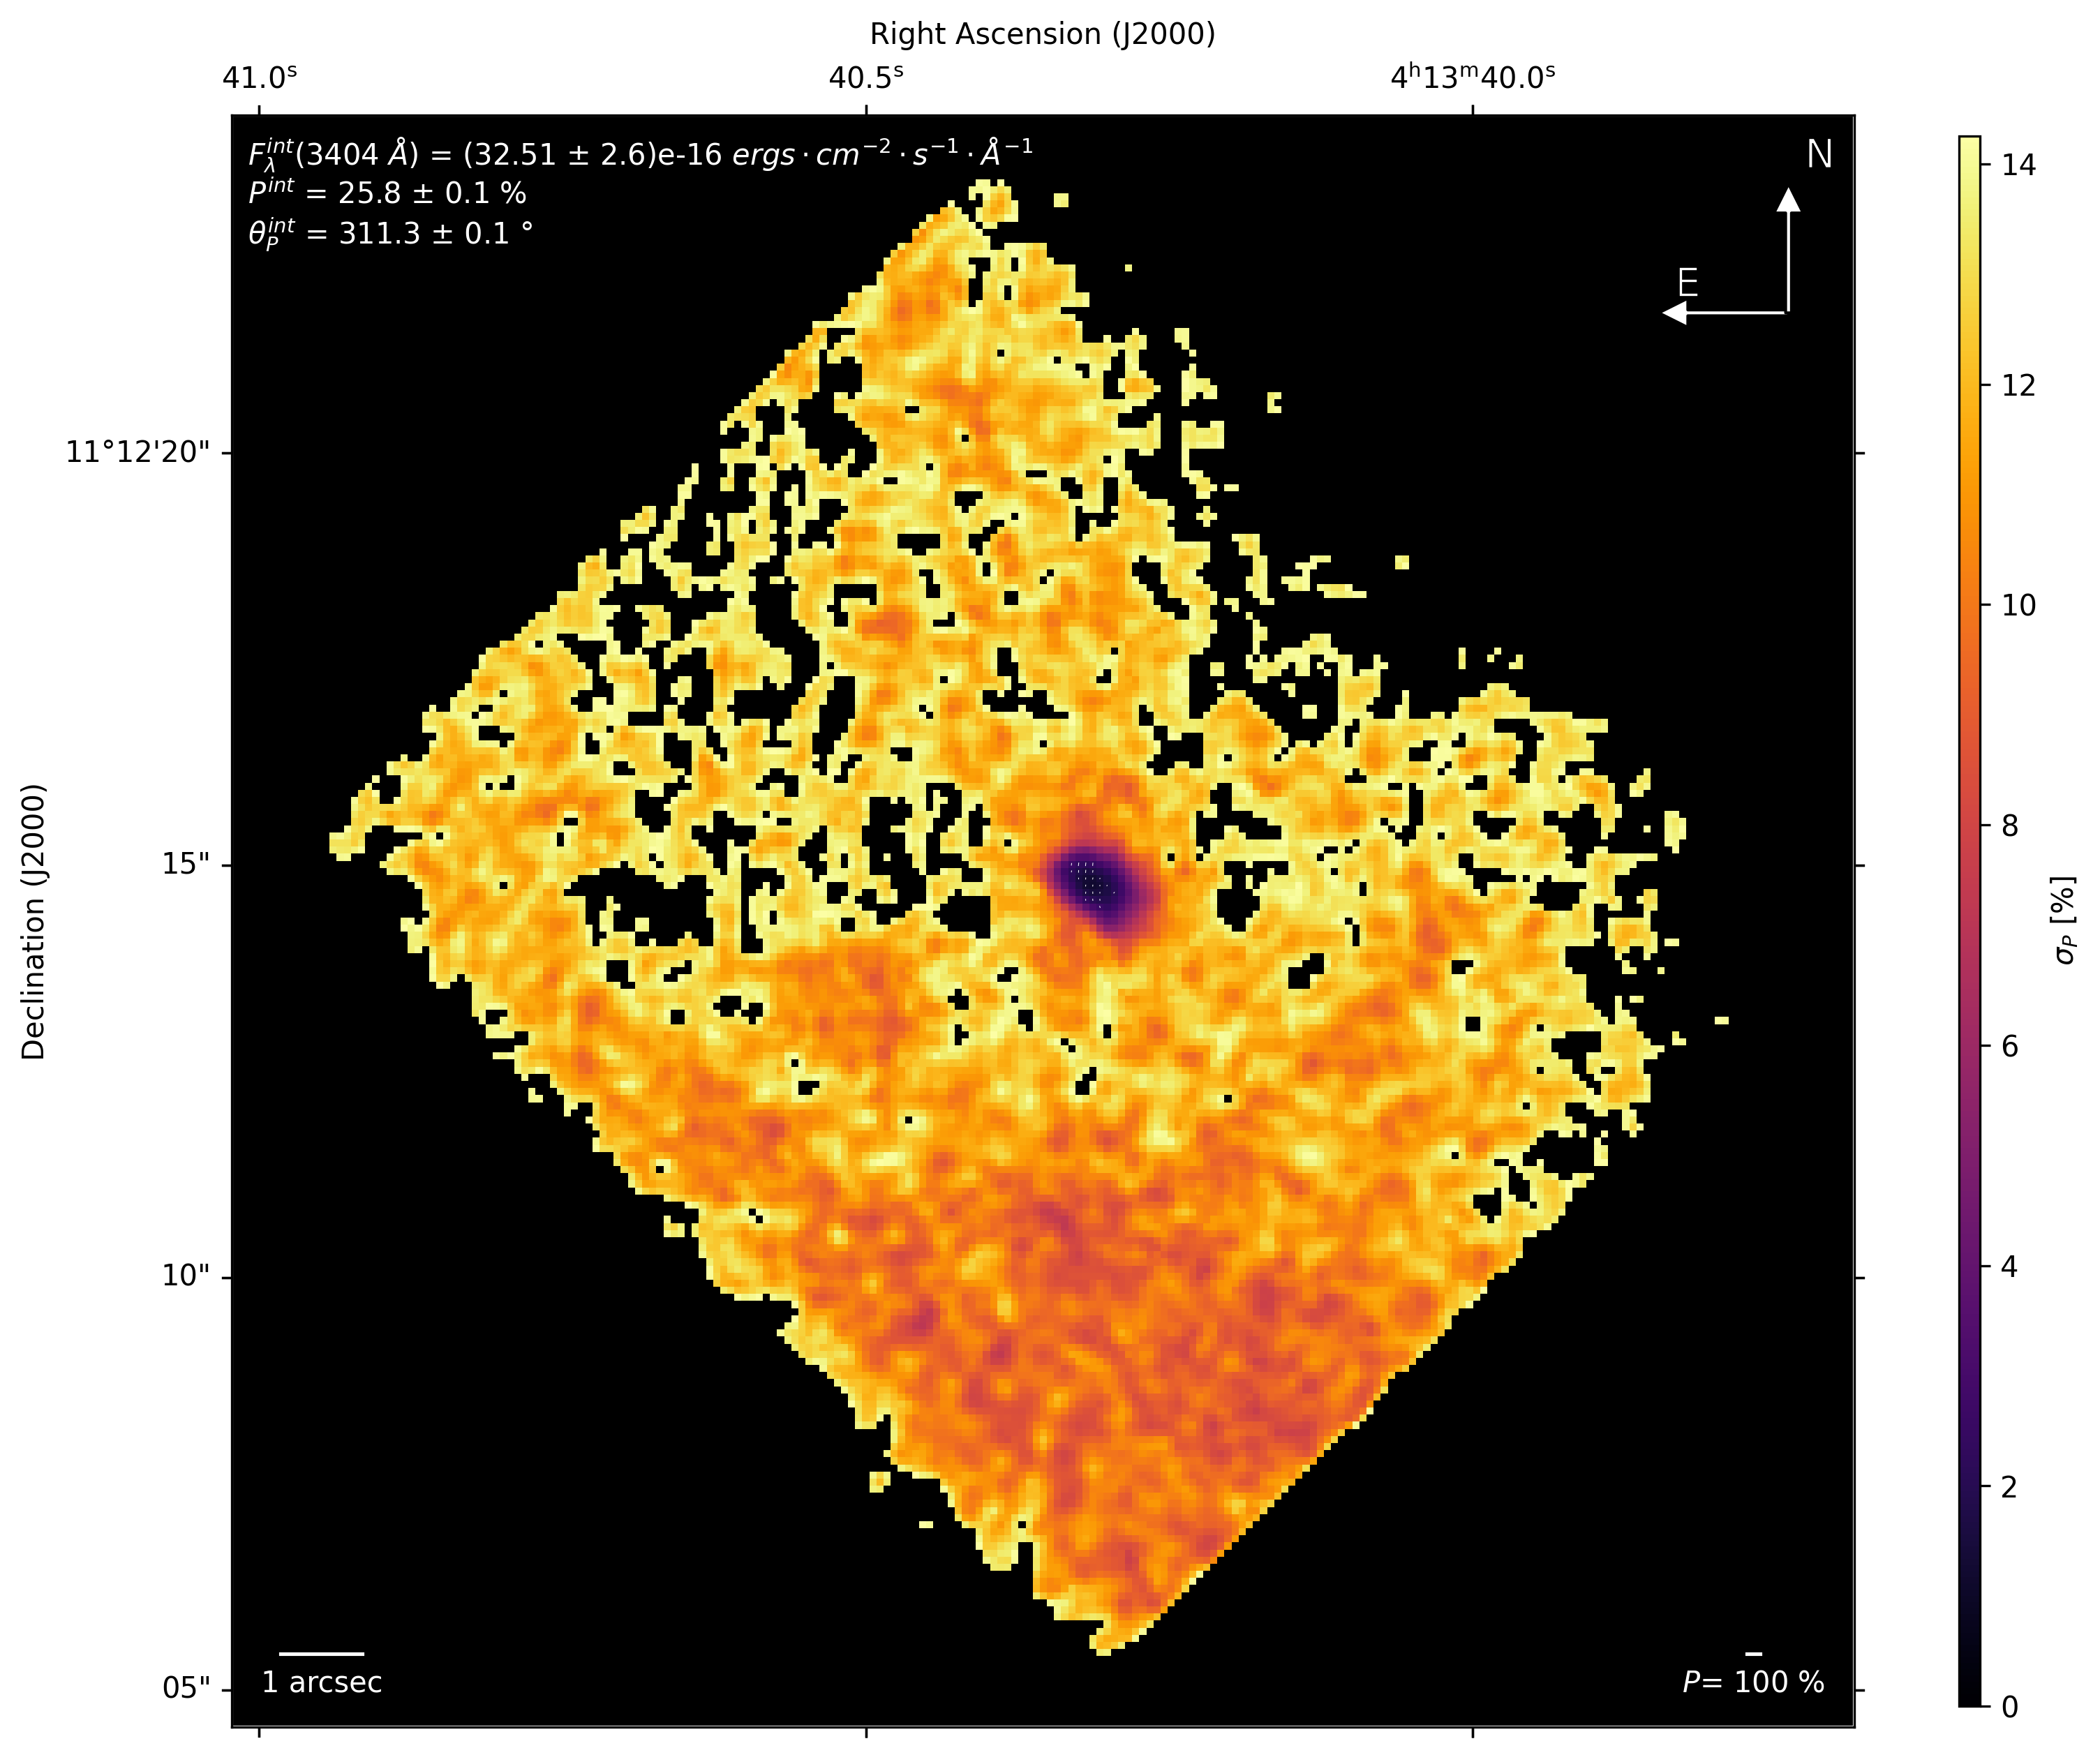 Right Ascension (J2000)
41.0ˢ 40.5ˢ 4ʰ13ᵐ40.0ˢ
F_λ^int(3404 Å) = (32.51 ± 2.6)e-16 ergs · cm⁻² · s⁻¹ · Å⁻¹
P^int = 25.8 ± 0.1 %
θ_P^int = 311.3 ± 0.1 °
N
E
11°12'20"
15"
10"
05"
Declination (J2000)
1 arcsec
P= 100 %
14
12
10
8
6
4
2
0
σ_P [%]